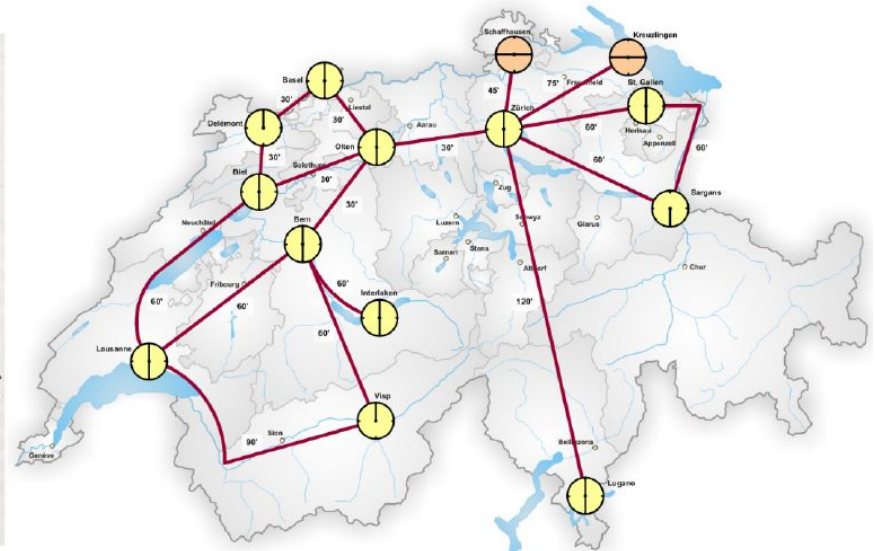 Schaffhausen
Kreuzlingen
Basel
St. Gallen
30'
45'
75'
Frauenfeld
Liestal
Zürich
Delémont
30'
Aarau
60'
Herisau
Olten
Appenzell
30'
30'
60'
60'
Biel
Solothurn
30'
Zug
Sargans
30'
Neuchâtel
Bern
Luzern
Schwyz
Glarus
Stans
Sarnen
Altdorf
Chur
Fribourg
60'
Interlaken
60'
60'
120'
60'
Lausanne
Visp
Sion
90'
Bellinzona
Genève
Lugano